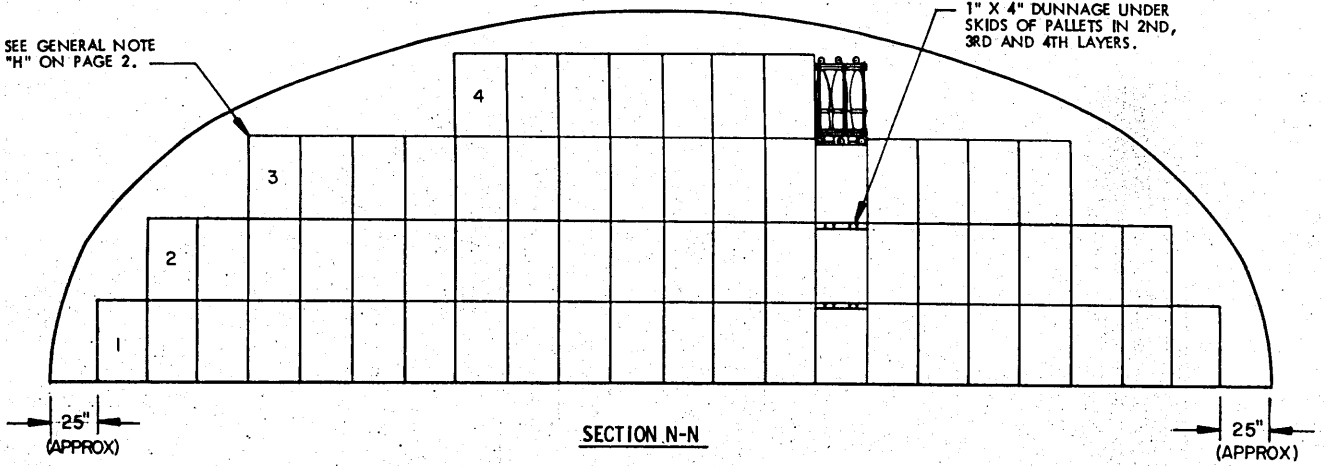 1" X 4" DUNNAGE UNDER
SKIDS OF PALLETS IN 2ND,
3RD AND 4TH LAYERS.
SEE GENERAL NOTE
"H" ON PAGE 2.
4
3
2
1
25"
(APPROX)
SECTION N-N
25"
(APPROX)